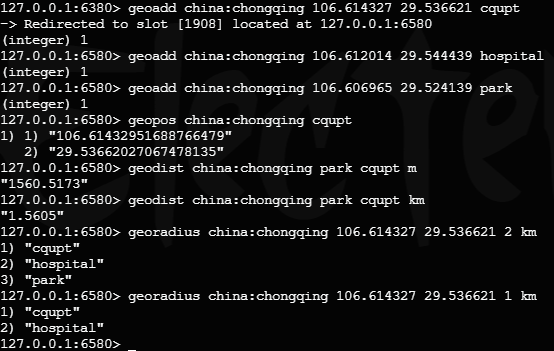 127.0.0.1:6380> geoadd china:chongqing 106.614327 29.536621 cqupt
-> Redirected to slot [1908] located at 127.0.0.1:6580
(integer) 1
127.0.0.1:6580> geoadd china:chongqing 106.612014 29.544439 hospital
(integer) 1
127.0.0.1:6580> geoadd china:chongqing 106.606965 29.524139 park
(integer) 1
127.0.0.1:6580> geopos china:chongqing cqupt
1) 1) "106.61432951688766479"
   2) "29.53662027067478135"
127.0.0.1:6580> geodist china:chongqing park cqupt m
"1560.5173"
127.0.0.1:6580> geodist china:chongqing park cqupt km
"1.5605"
127.0.0.1:6580> georadius china:chongqing 106.614327 29.536621 2 km
1) "cqupt"
2) "hospital"
3) "park"
127.0.0.1:6580> georadius china:chongqing 106.614327 29.536621 1 km
1) "cqupt"
2) "hospital"
127.0.0.1:6580>